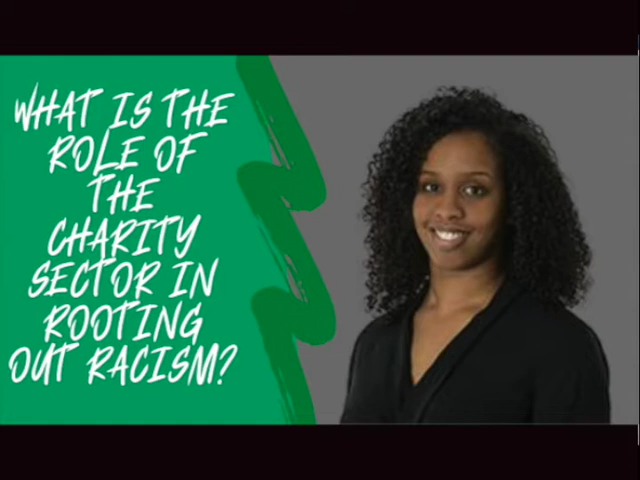 WHAT IS THE
ROLE OF
THE
CHARITY
SECTOR IN
ROOTING
OUT RACISM?